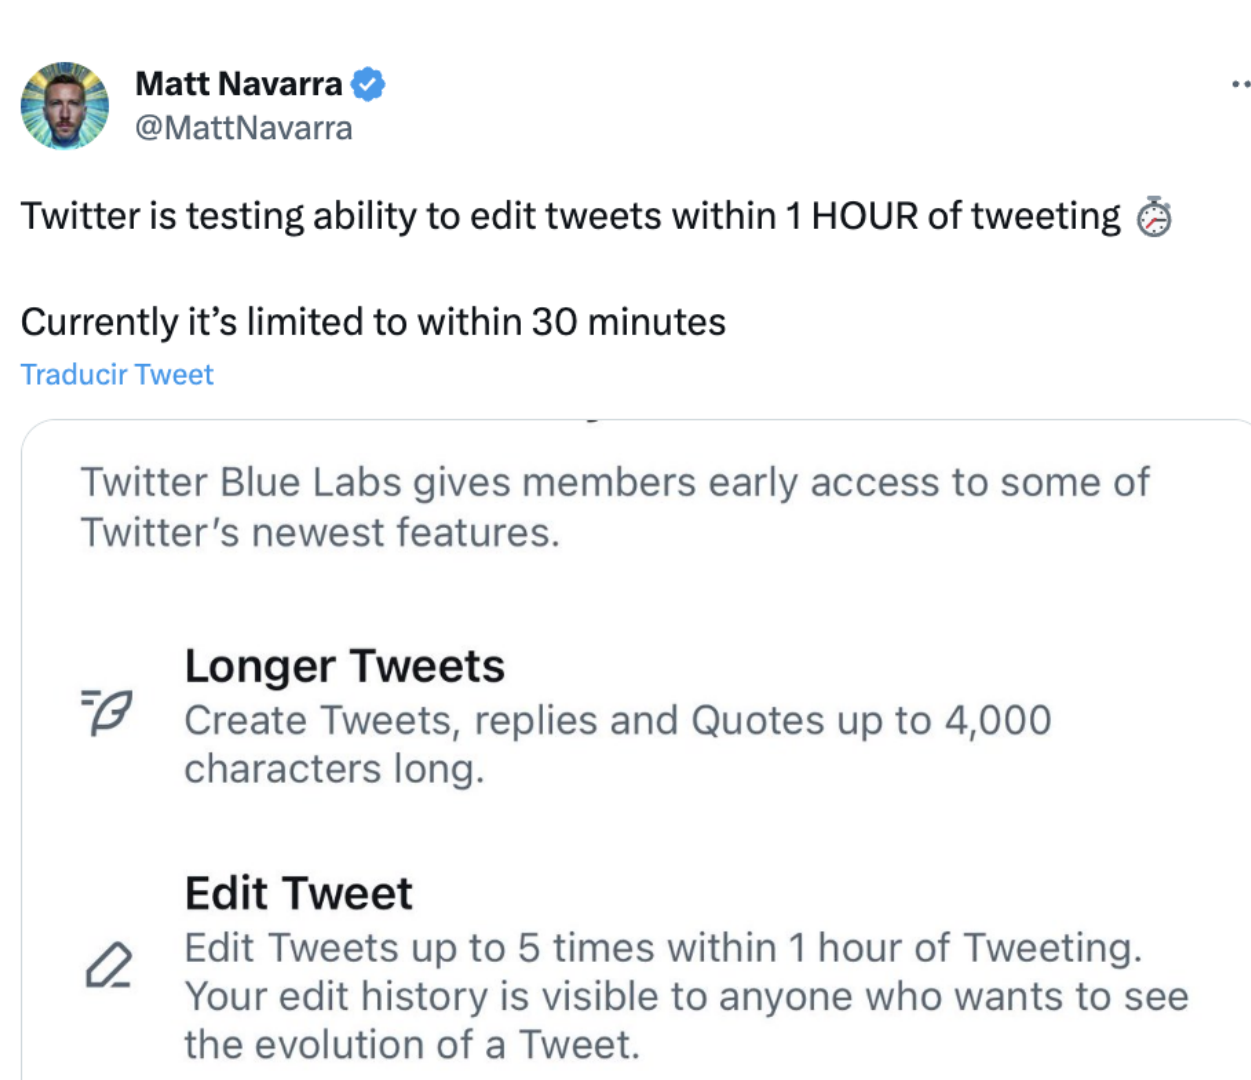 Matt Navarra
@MattNavarra
Twitter is testing ability to edit tweets within 1 HOUR of tweeting ⏱
Currently it’s limited to within 30 minutes
Traducir Tweet
Twitter Blue Labs gives members early access to some of
Twitter’s newest features.
Longer Tweets
Create Tweets, replies and Quotes up to 4,000
characters long.
Edit Tweet
Edit Tweets up to 5 times within 1 hour of Tweeting.
Your edit history is visible to anyone who wants to see
the evolution of a Tweet.